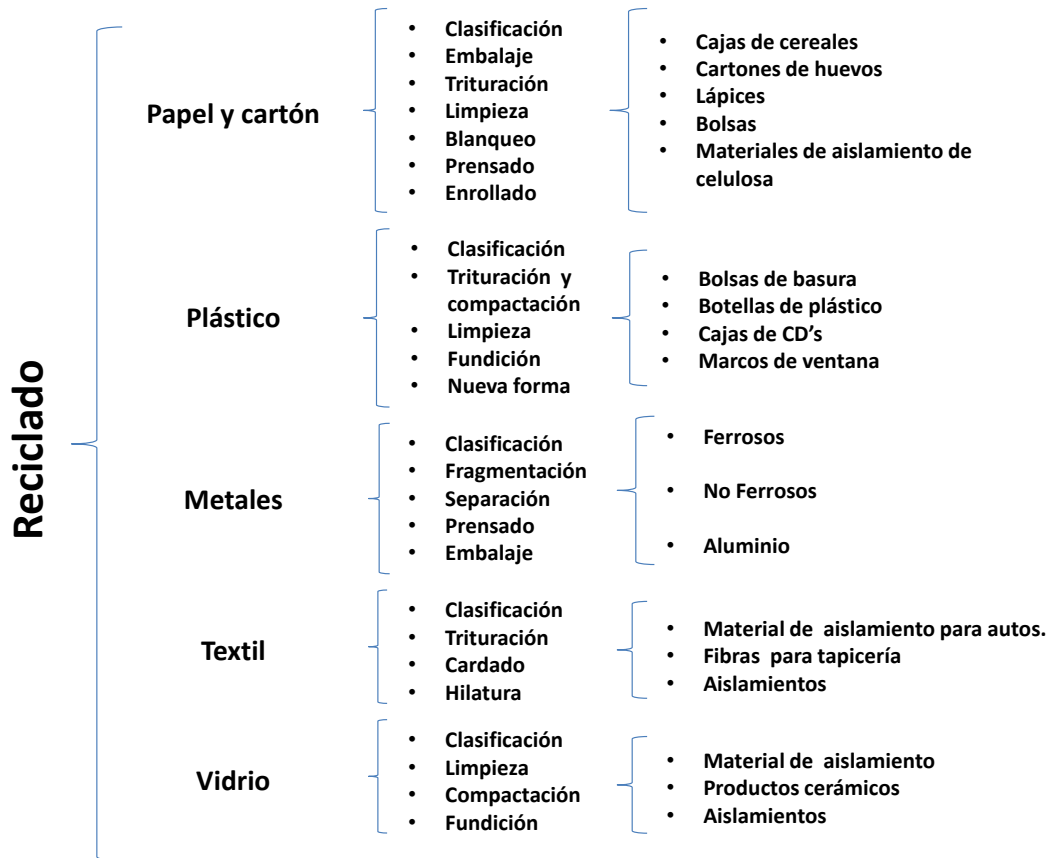 Reciclado
Papel y cartón
• Clasificación
• Embalaje
• Trituración
• Limpieza
• Blanqueo
• Prensado
• Enrollado
• Cajas de cereales
• Cartones de huevos
• Lápices
• Bolsas
• Materiales de aislamiento de
celulosa
Plástico
• Clasificación
• Trituración y
compactación
• Limpieza
• Fundición
• Nueva forma
• Bolsas de basura
• Botellas de plástico
• Cajas de CD’s
• Marcos de ventana
Metales
• Clasificación
• Fragmentación
• Separación
• Prensado
• Embalaje
• Ferrosos
• No Ferrosos
• Aluminio
Textil
• Clasificación
• Trituración
• Cardado
• Hilatura
• Material de aislamiento para autos.
• Fibras para tapicería
• Aislamientos
Vidrio
• Clasificación
• Limpieza
• Compactación
• Fundición
• Material de aislamiento
• Productos cerámicos
• Aislamientos